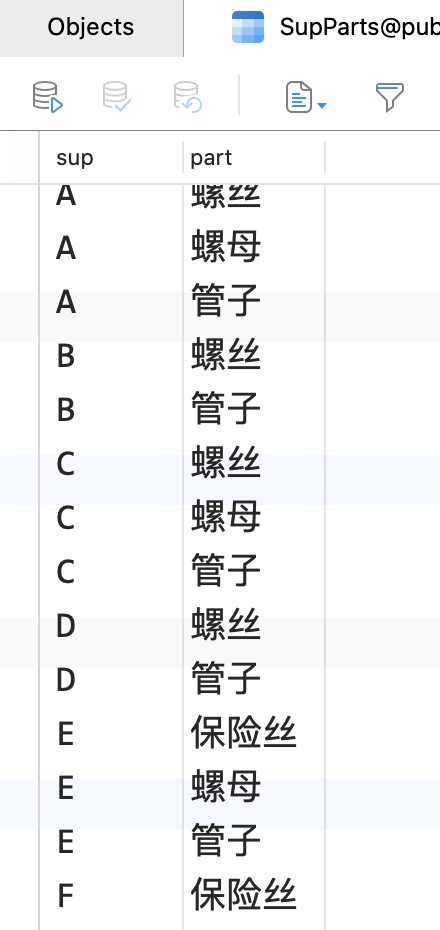 Objects
SupParts@pub
sup part
A 螺丝
A 螺母
A 管子
B 螺丝
B 管子
C 螺丝
C 螺母
C 管子
D 螺丝
D 管子
E 保险丝
E 螺母
E 管子
F 保险丝